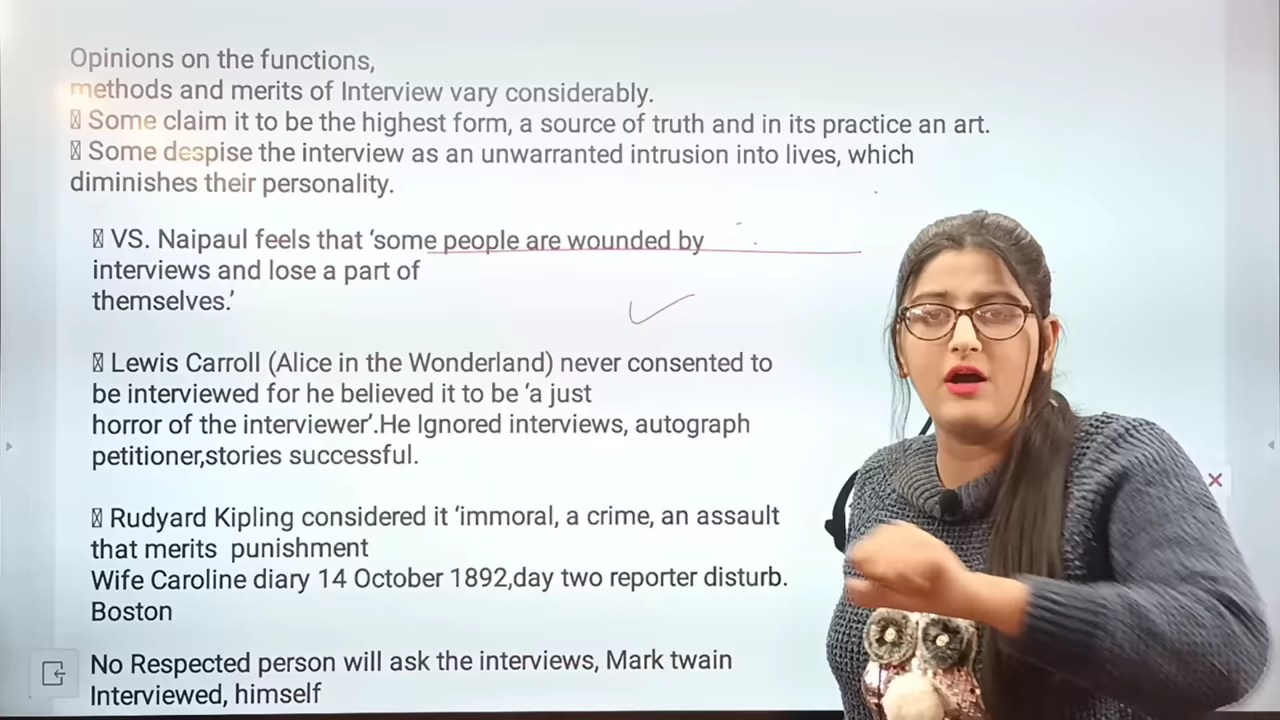 Opinions on the functions,
methods and merits of Interview vary considerably.
Some claim it to be the highest form, a source of truth and in its practice an art.
Some despise the interview as an unwarranted intrusion into lives, which
diminishes their personality.
VS. Naipaul feels that ‘some people are wounded by
interviews and lose a part of
themselves.’
Lewis Carroll (Alice in the Wonderland) never consented to
be interviewed for he believed it to be ‘a just
horror of the interviewer’.He Ignored interviews, autograph
petitioner,stories successful.
Rudyard Kipling considered it ‘immoral, a crime, an assault
that merits punishment
Wife Caroline diary 14 October 1892,day two reporter disturb.
Boston
No Respected person will ask the interviews, Mark twain
Interviewed, himself